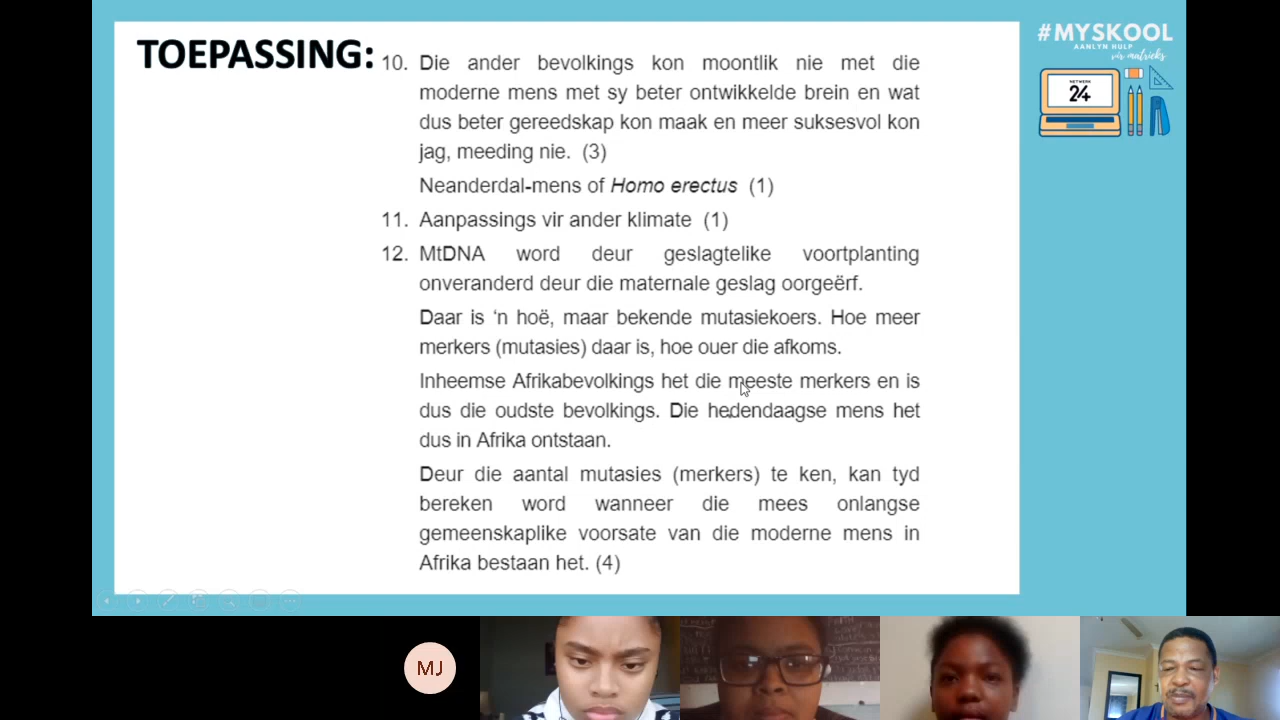 TOEPASSING:
10. Die ander bevolkings kon moontlik nie met die
moderne mens met sy beter ontwikkelde brein en wat
dus beter gereedskap kon maak en meer suksesvol kon
jag, meeding nie. (3)
Neanderdal-mens of Homo erectus (1)
11. Aanpassings vir ander klimate (1)
12. MtDNA word deur geslagtelike voortplanting
onveranderd deur die maternale geslag oorgeërf.
Daar is ‘n hoë, maar bekende mutasiekoers. Hoe meer
merkers (mutasies) daar is, hoe ouer die afkoms.
Inheemse Afrikabevolkings het die meeste merkers en is
dus die oudste bevolkings. Die hedendaagse mens het
dus in Afrika ontstaan.
Deur die aantal mutasies (merkers) te ken, kan tyd
bereken word wanneer die mees onlangse
gemeenskaplike voorsate van die moderne mens in
Afrika bestaan het. (4)
#MYSKOOL
AANLYN HULP
vir matrieks
NETWERK
24
MJ